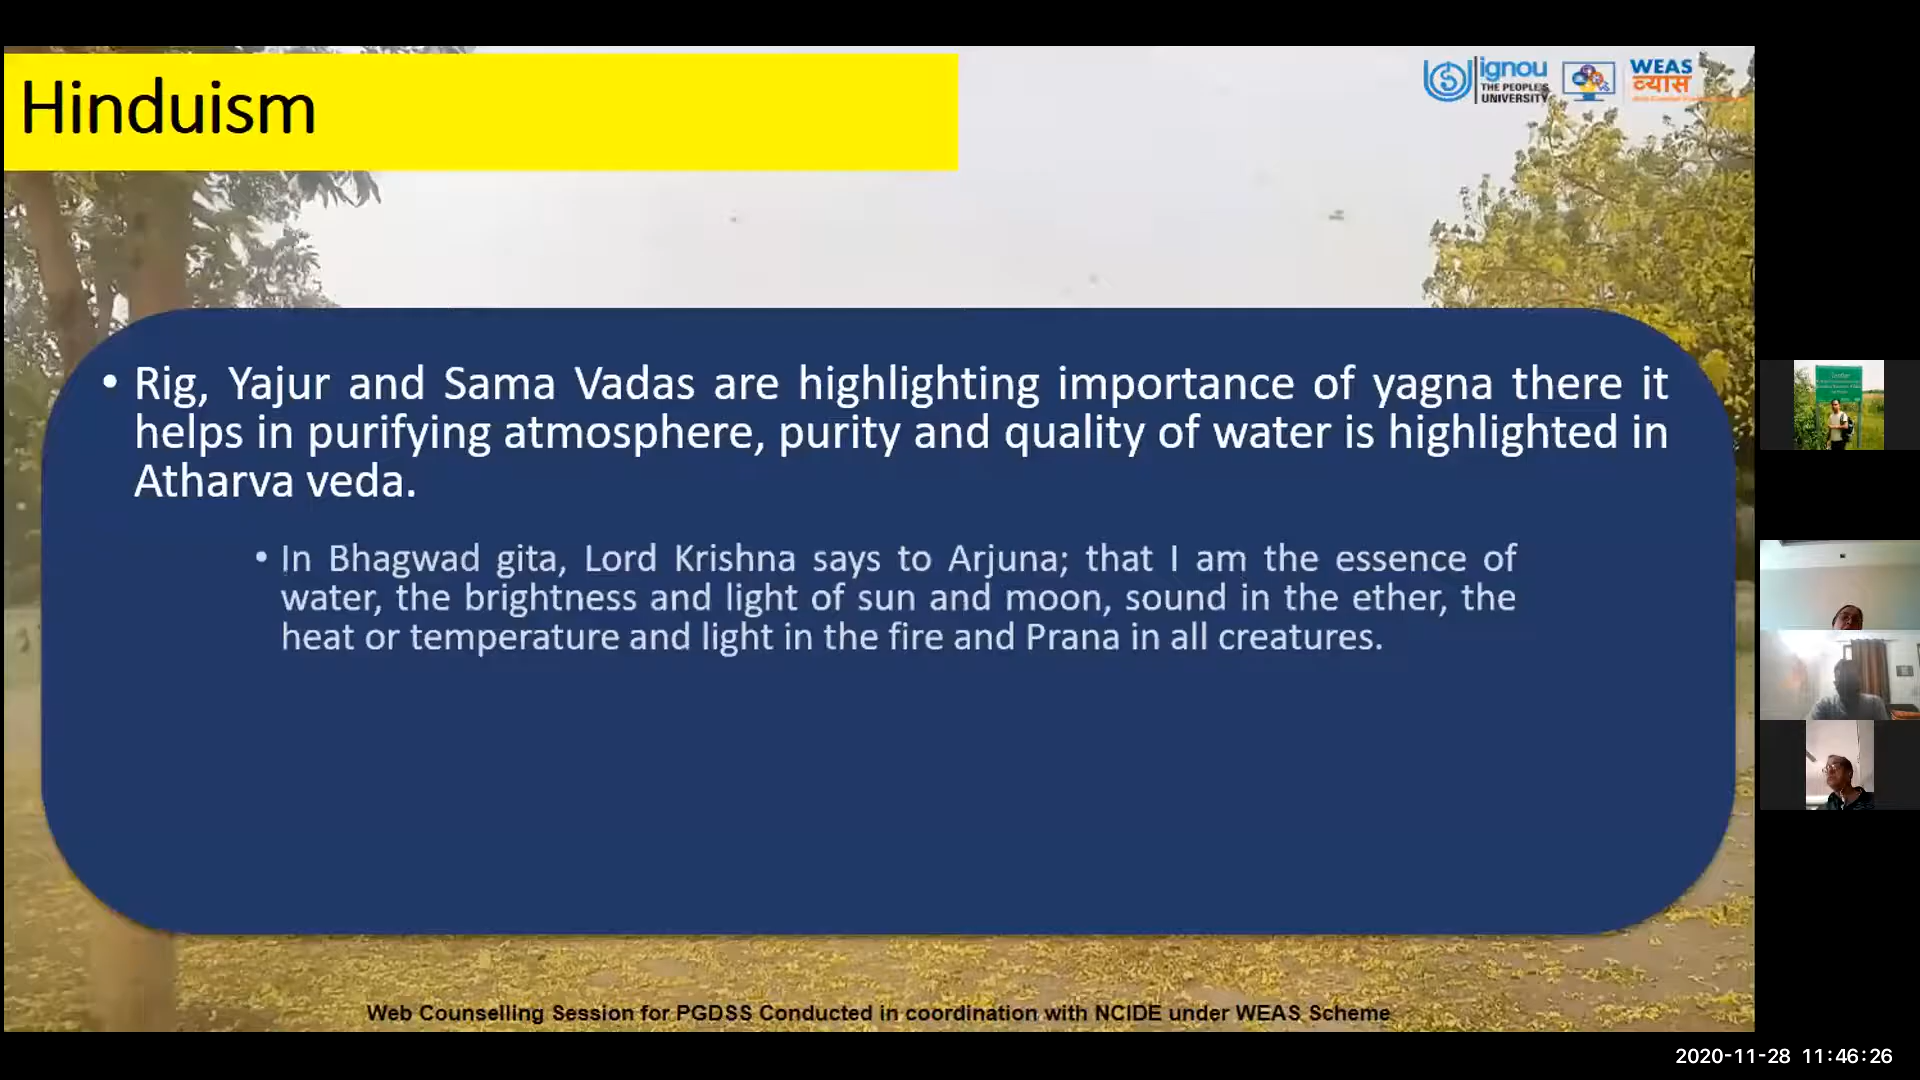 Hinduism
ignou
THE PEOPLE'S
UNIVERSITY
WEAS
व्यास
• Rig, Yajur and Sama Vadas are highlighting importance of yagna there it
helps in purifying atmosphere, purity and quality of water is highlighted in
Atharva veda.
• In Bhagwad gita, Lord Krishna says to Arjuna; that I am the essence of
water, the brightness and light of sun and moon, sound in the ether, the
heat or temperature and light in the fire and Prana in all creatures.
Web Counselling Session for PGDSS Conducted in coordination with NCIDE under WEAS Scheme
2020-11-28 11:46:26